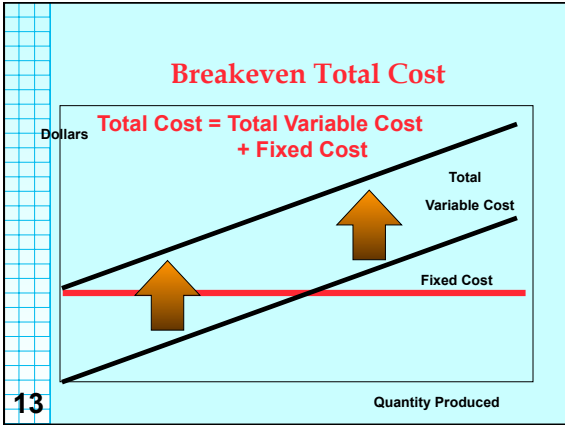 Breakeven Total Cost
Dollars
Total Cost = Total Variable Cost
+ Fixed Cost
Total
Variable Cost
Fixed Cost
Quantity Produced
13